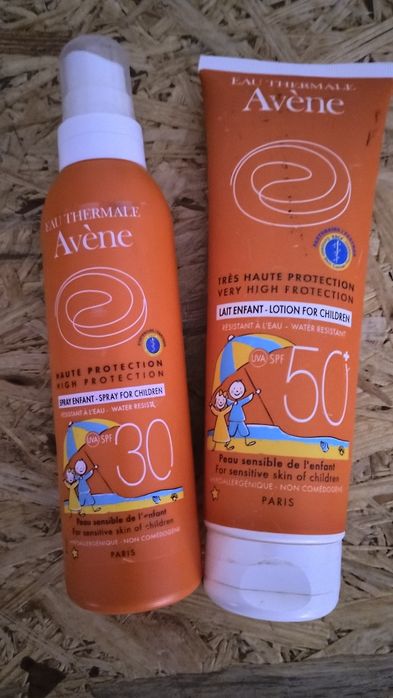 EAU THERMALE
Avène
HAUTE PROTECTION
HIGH PROTECTION
SPRAY ENFANT - SPRAY FOR CHILDREN
RÉSISTANT À L'EAU - WATER RESIST
UVA SPF 30
Peau sensible de l'enfant
For sensitive skin of children
HYPOALLERGÉNIQUE - NON COMÉDOGÈNE
PARIS
EAU THERMALE
Avène
TRÈS HAUTE PROTECTION
VERY HIGH PROTECTION
LAIT ENFANT - LOTION FOR CHILDREN
RÉSISTANT À L'EAU - WATER RESISTANT
UVA SPF 50+
Peau sensible de l'enfant
For sensitive skin of children
HYPOALLERGÉNIQUE - NON COMÉDOGÈNE
PARIS